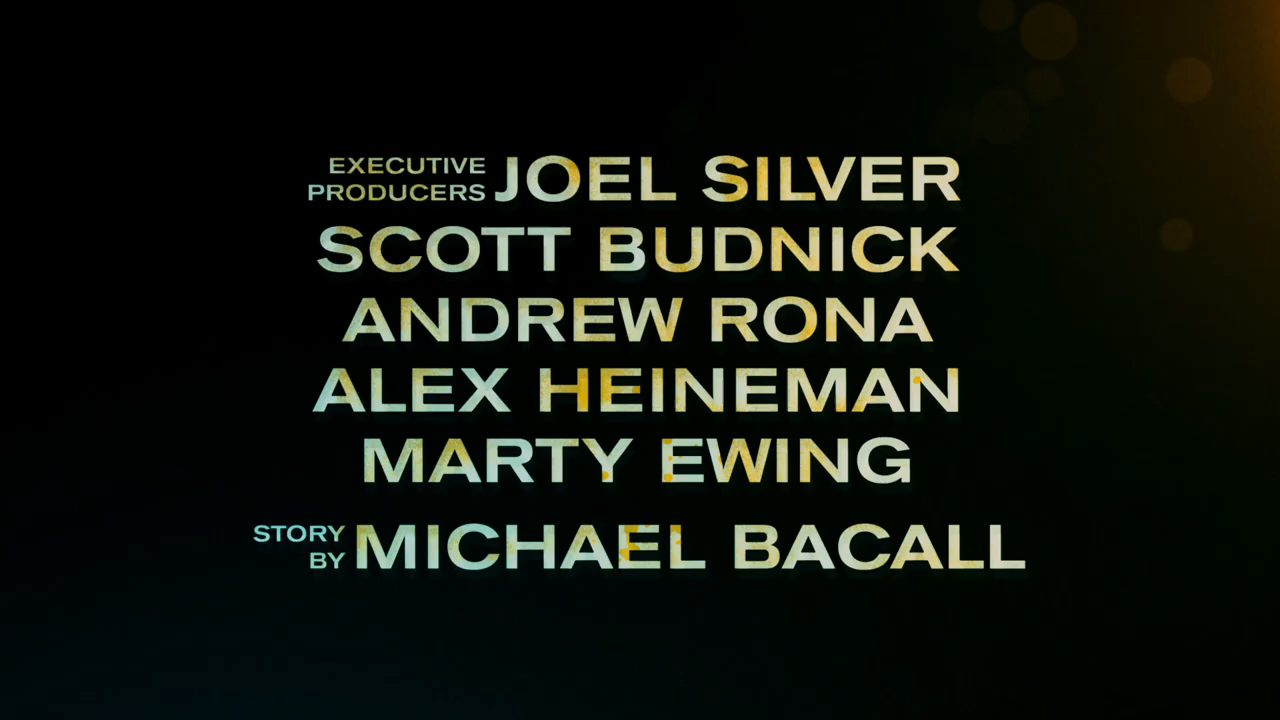 EXECUTIVE PRODUCERS JOEL SILVER
SCOTT BUDNICK
ANDREW RONA
ALEX HEINEMAN
MARTY EWING
STORY BY MICHAEL BACALL